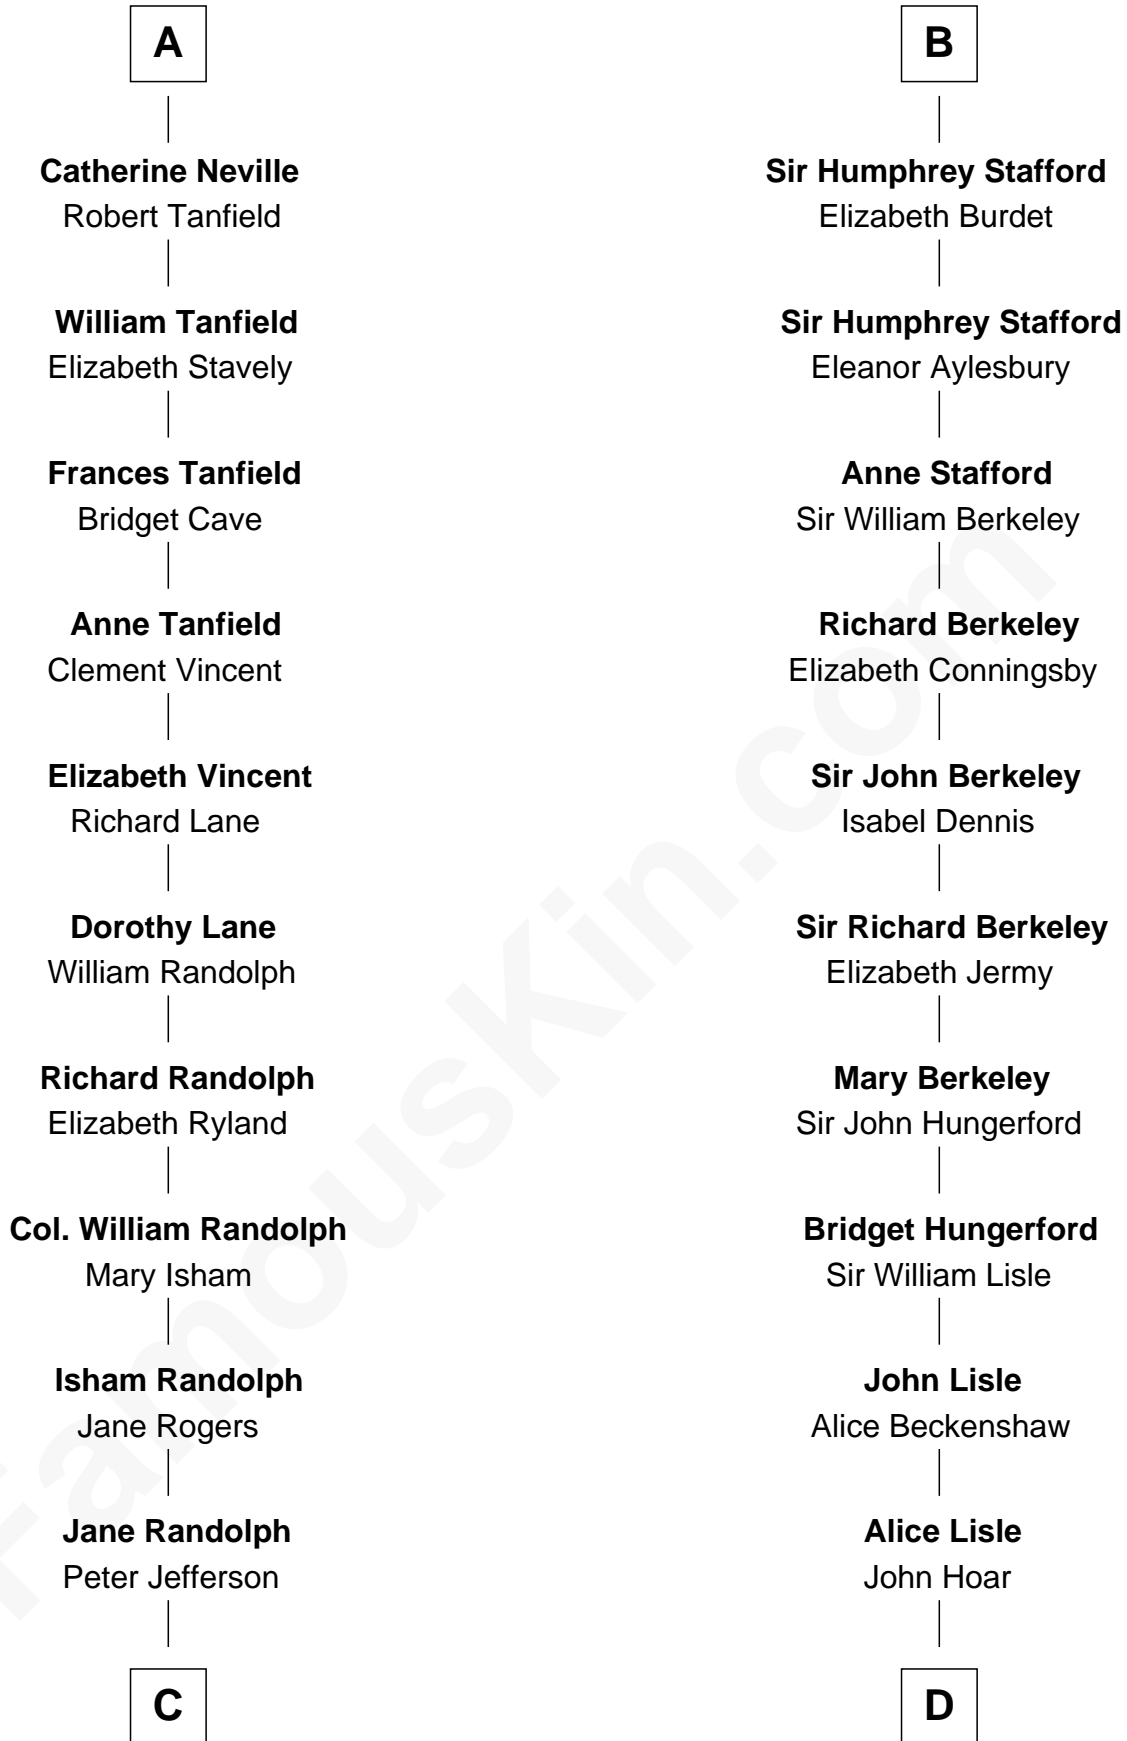 A
Catherine Neville
Robert Tanfield
William Tanfield
Elizabeth Stavely
Frances Tanfield
Bridget Cave
Anne Tanfield
Clement Vincent
Elizabeth Vincent
Richard Lane
Dorothy Lane
William Randolph
Richard Randolph
Elizabeth Ryland
Col. William Randolph
Mary Isham
Isham Randolph
Jane Rogers
Jane Randolph
Peter Jefferson
C
B
Sir Humphrey Stafford
Elizabeth Burdet
Sir Humphrey Stafford
Eleanor Aylesbury
Anne Stafford
Sir William Berkeley
Richard Berkeley
Elizabeth Conningsby
Sir John Berkeley
Isabel Dennis
Sir Richard Berkeley
Elizabeth Jermy
Mary Berkeley
Sir John Hungerford
Bridget Hungerford
Sir William Lisle
John Lisle
Alice Beckenshaw
Alice Lisle
John Hoar
D
FamousKin.com